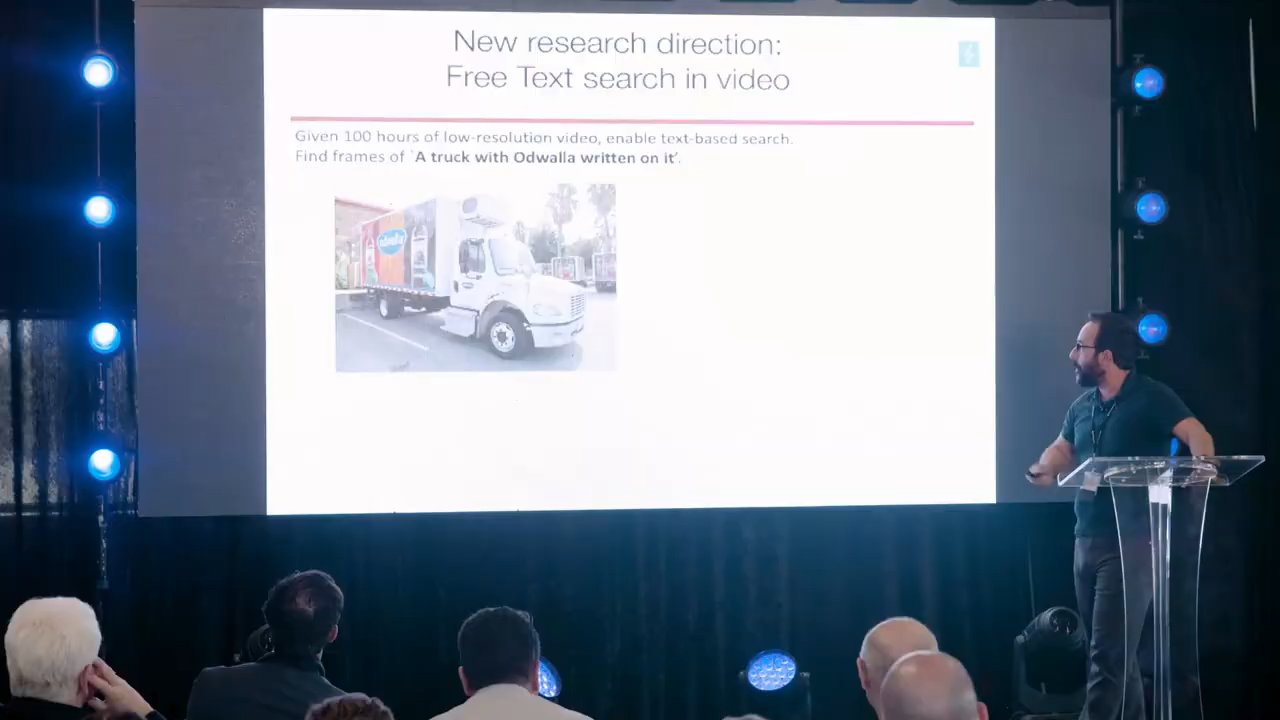 New research direction:
Free Text search in video
Given 100 hours of low-resolution video, enable text-based search.
Find frames of `A truck with Odwalla written on it’.
odwalla